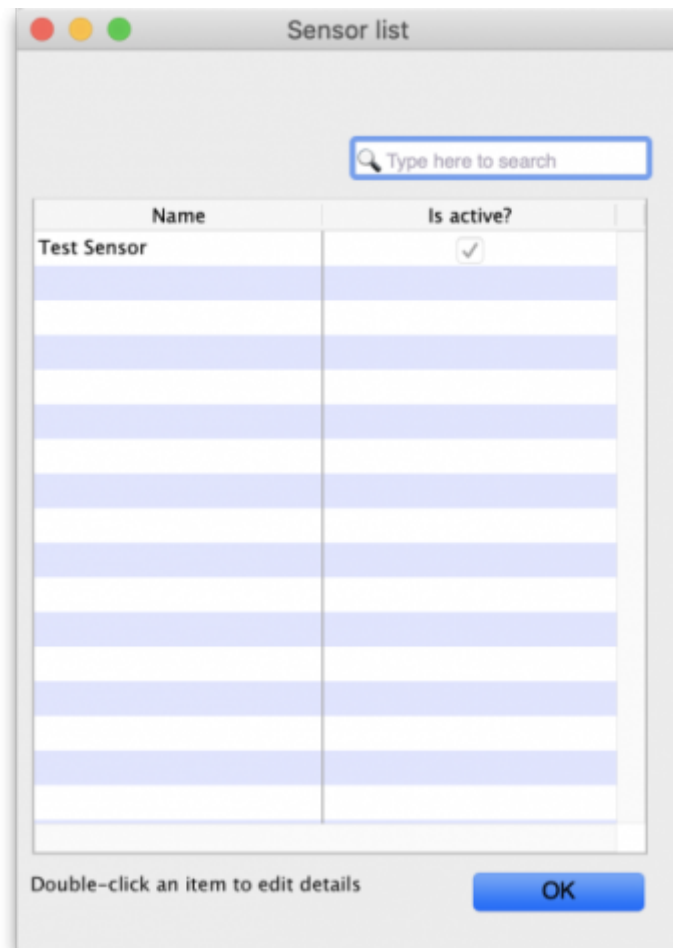 Sensor list
Type here to search
Name Is active?
Test Sensor
Double-click an item to edit details
OK